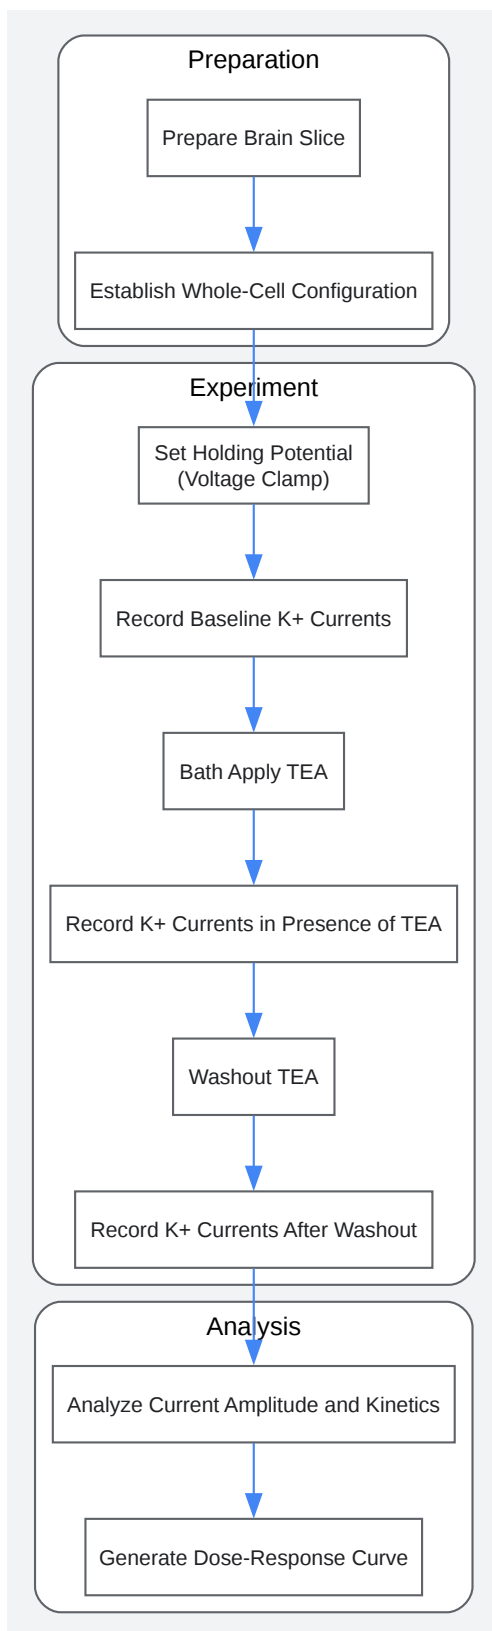 Preparation
Prepare Brain Slice
Establish Whole-Cell Configuration
Experiment
Set Holding Potential
(Voltage Clamp)
Record Baseline K+ Currents
Bath Apply TEA
Record K+ Currents in Presence of TEA
Washout TEA
Record K+ Currents After Washout
Analysis
Analyze Current Amplitude and Kinetics
Generate Dose-Response Curve